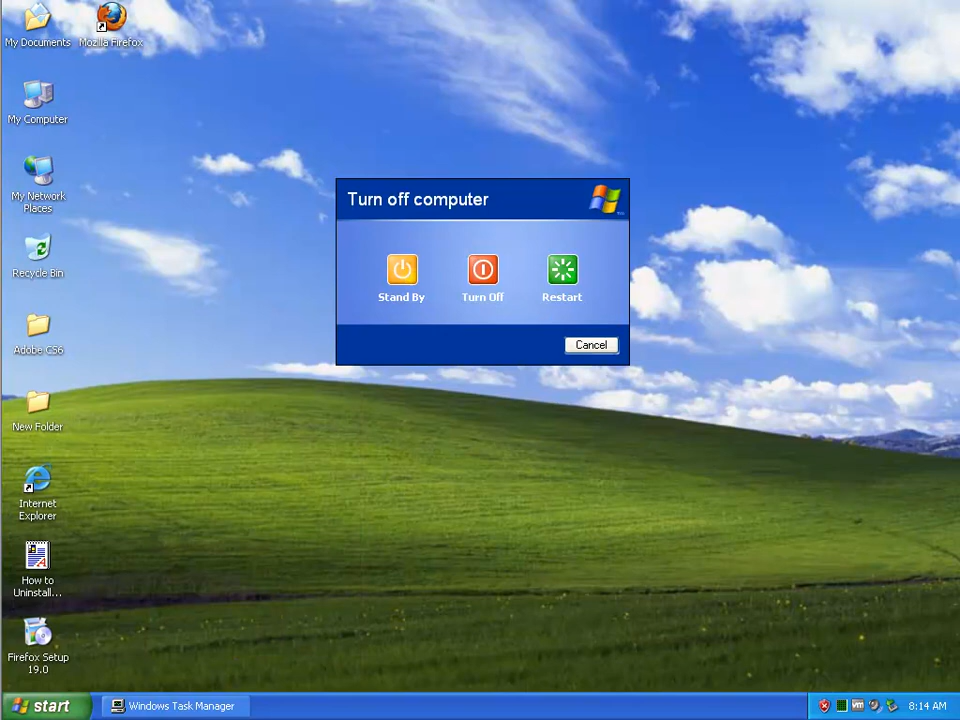 My Documents
Mozilla Firefox
My Computer
My Network
Places
Recycle Bin
Adobe CS6
New Folder
Internet
Explorer
How to
Uninstall...
Firefox Setup
19.0
Turn off computer
Stand By
Turn Off
Restart
Cancel
start
Windows Task Manager
vm
8:14 AM